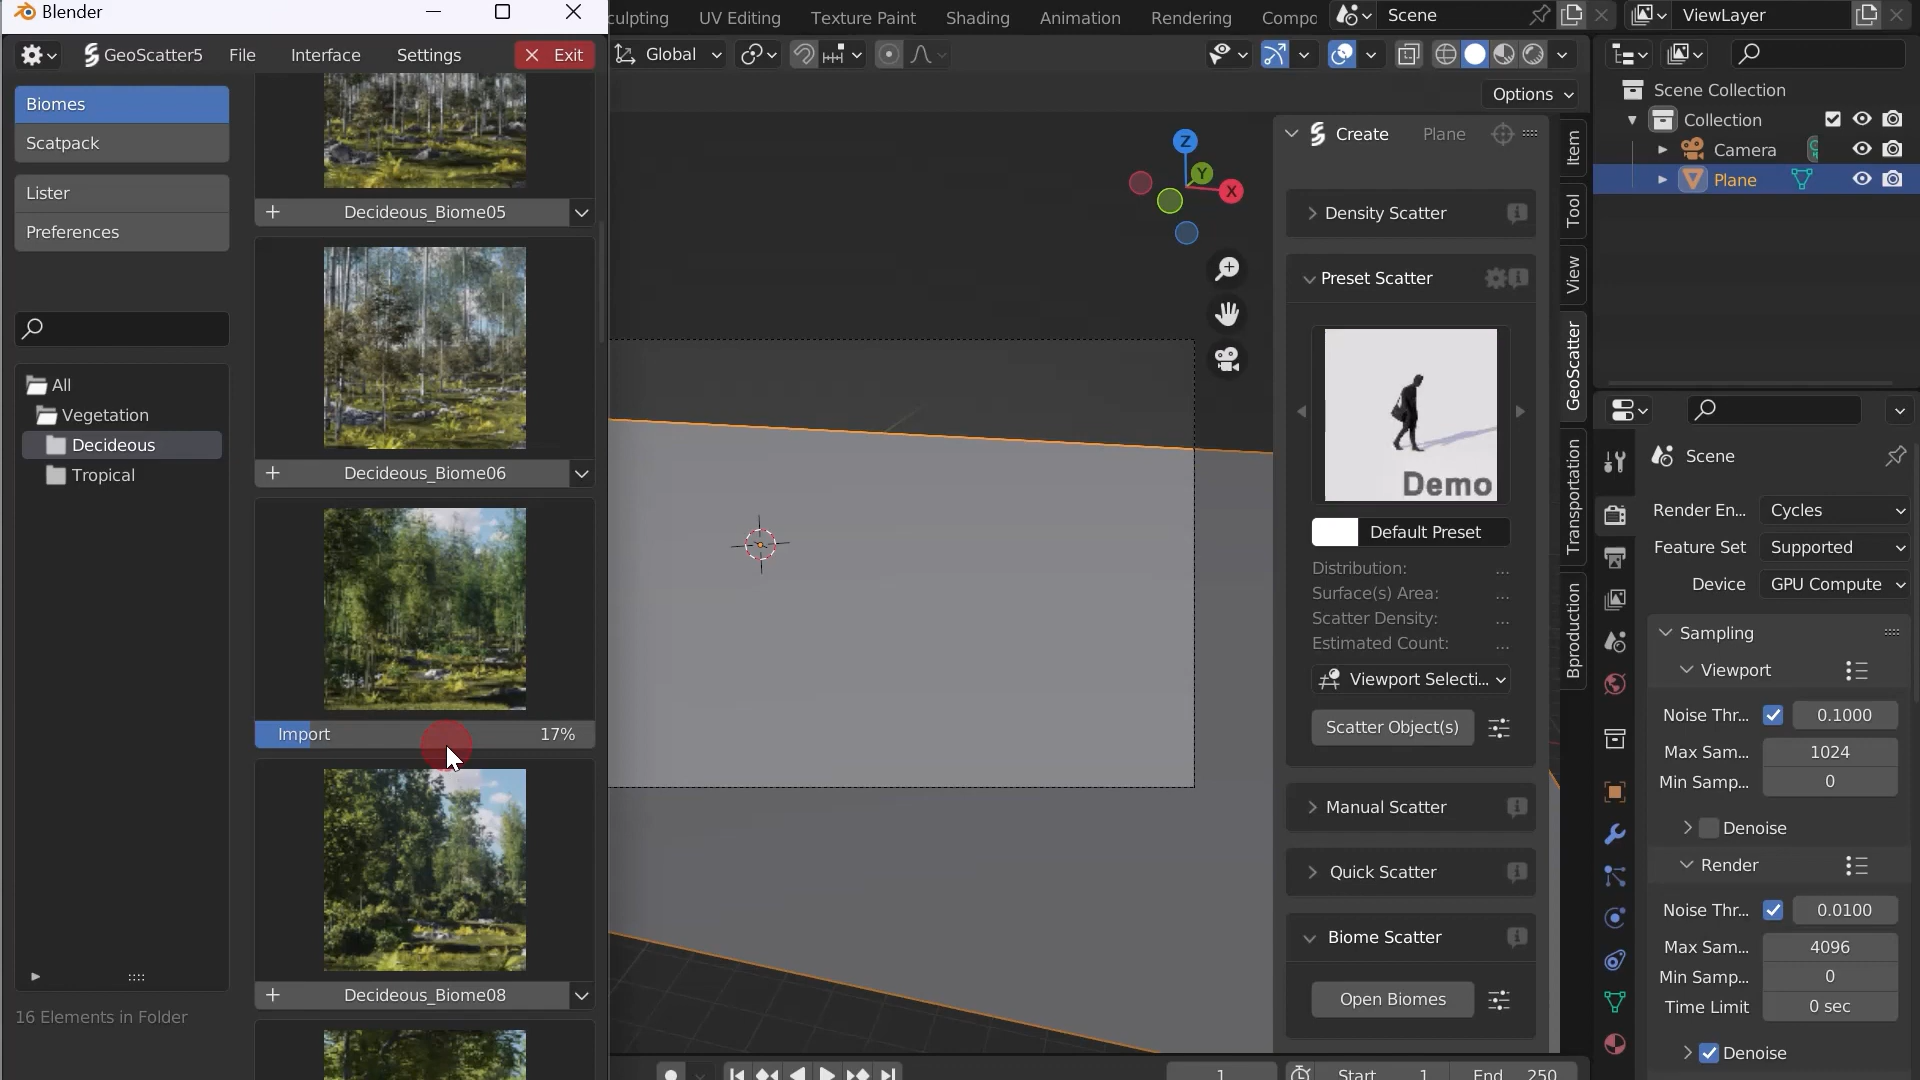 Blender
GeoScatter5 File Interface Settings Exit
Biomes
Scatpack
Lister
Preferences
All
Vegetation
Decideous
Tropical
16 Elements in Folder
Decideous_Biome05
Decideous_Biome06
Import 17%
Decideous_Biome08
UV Editing Texture Paint Shading Animation Rendering Scene ViewLayer
Global
Options
Z
Y
X
Create Plane
Density Scatter
Preset Scatter
Demo
Default Preset
Distribution: ...
Surface(s) Area: ...
Scatter Density: ...
Estimated Count: ...
Viewport Selecti...
Scatter Object(s)
Manual Scatter
Quick Scatter
Biome Scatter
Open Biomes
Item
Tool
View
GeoScatter
Transportation
Bproduction
1 Start 1 End 250
Scene Collection
Collection
Camera
Plane
Scene
Render En... Cycles
Feature Set Supported
Device GPU Compute
Sampling
Viewport
Noise Thr... 0.1000
Max Sam... 1024
Min Samp... 0
Denoise
Render
Noise Thr... 0.0100
Max Sam... 4096
Min Samp... 0
Time Limit 0 sec
Denoise